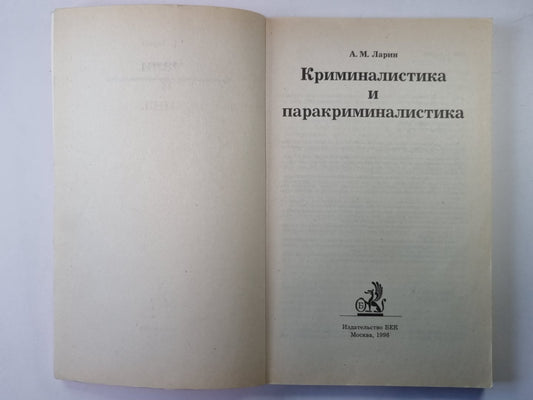 А. М. Ларин
Криминалистика
и
паракриминалистика
Б
Издательство БЕК
Москва, 1996